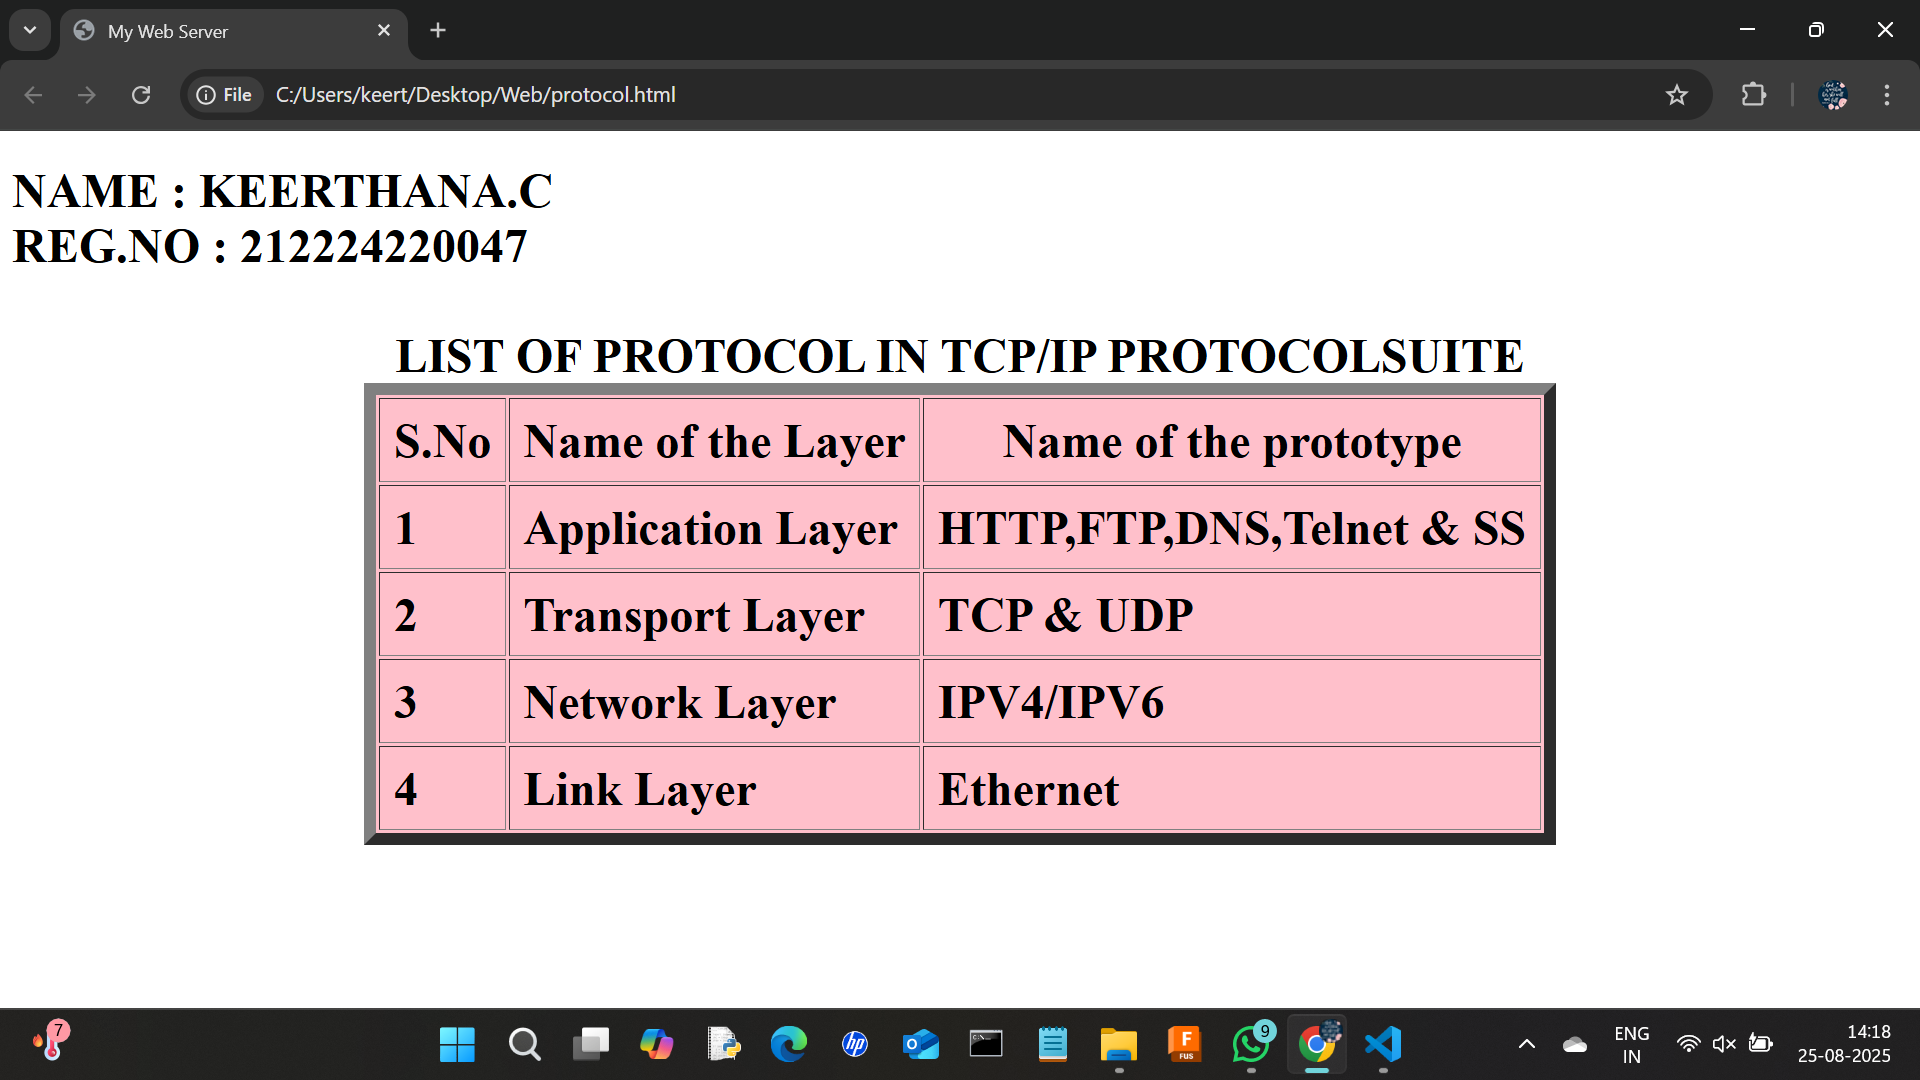 My Web Server
File C:/Users/keert/Desktop/Web/protocol.html
NAME : KEERTHANA.C
REG.NO : 212224220047
LIST OF PROTOCOL IN TCP/IP PROTOCOLSUITE
S.No Name of the Layer Name of the prototype
1 Application Layer HTTP,FTP,DNS,Telnet & SS
2 Transport Layer TCP & UDP
3 Network Layer IPV4/IPV6
4 Link Layer Ethernet
7
hp
F
FUS
9
ENG
IN
14:18
25-08-2025